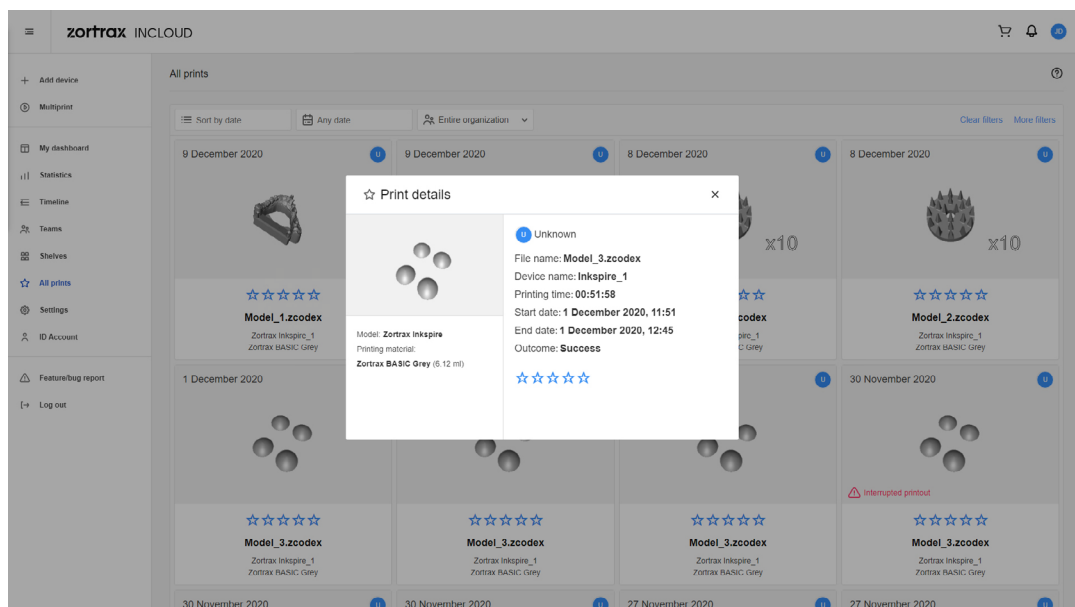 zortrax INCLOUD
JD
Add device
Multiprint
My dashboard
Statistics
Timeline
Teams
Shelves
All prints
Settings
ID Account
Feature/bug report
Log out
All prints
Sort by date
Any date
Entire organization
Clear filters
More filters
9 December 2020
U
9 December 2020
U
8 December 2020
U
8 December 2020
U
x10
x10
Model_1.zcodex
Zortrax Inkspire_1
Zortrax BASIC Grey
codex
Model_2.zcodex
Zortrax Inkspire_1
Zortrax BASIC Grey
Print details
U Unknown
File name: Model_3.zcodex
Device name: Inkspire_1
Printing time: 00:51:58
Start date: 1 December 2020, 11:51
End date: 1 December 2020, 12:45
Outcome: Success
Model: Zortrax Inkspire
Printing material:
Zortrax BASIC Grey (6.12 ml)
1 December 2020
U
30 November 2020
U
Interrupted printout
Model_3.zcodex
Zortrax Inkspire_1
Zortrax BASIC Grey
Model_3.zcodex
Zortrax Inkspire_1
Zortrax BASIC Grey
Model_3.zcodex
Zortrax Inkspire_1
Zortrax BASIC Grey
Model_3.zcodex
Zortrax Inkspire_1
Zortrax BASIC Grey
30 November 2020
U
30 November 2020
U
27 November 2020
U
27 November 2020
U